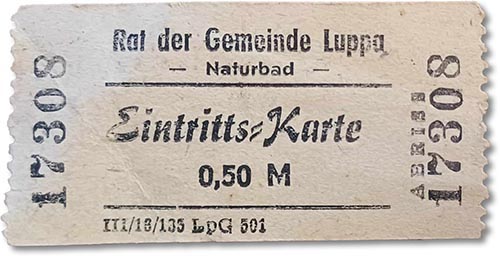 17308
Rat der Gemeinde Luppa
— Naturbad —
Eintritts=Karte
0,50 M
III/18/135 LpG 501
ABRISS
17308